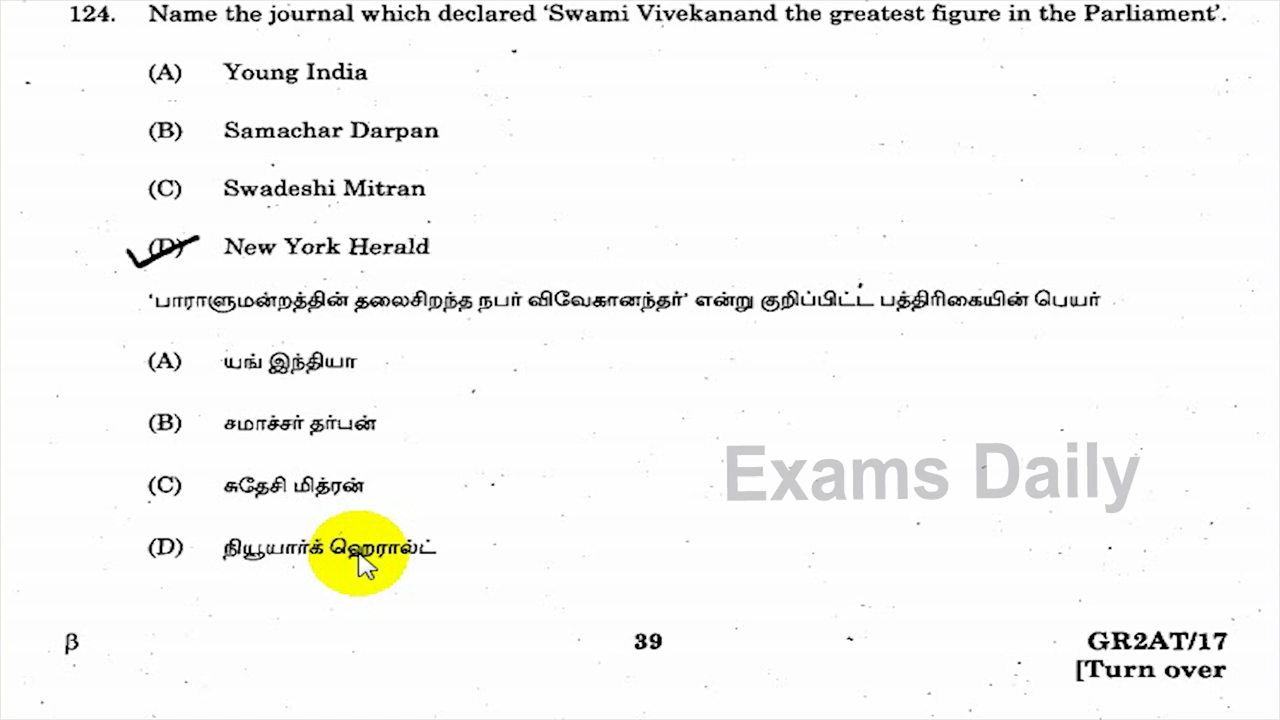 124. Name the journal which declared ‘Swami Vivekanand the greatest figure in the Parliament’.
(A) Young India
(B) Samachar Darpan
(C) Swadeshi Mitran
(D) New York Herald
‘பாராளுமன்றத்தின் தலைசிறந்த நபர் விவேகானந்தர்’ என்று குறிப்பிட்ட பத்திரிகையின் பெயர்
(A) யங் இந்தியா
(B) சமாச்சர் தர்பன்
(C) சுதேசி மித்ரன்
(D) நியூயார்க் ஹெரால்ட்
Exams Daily
β 39 GR2AT/17
[Turn over